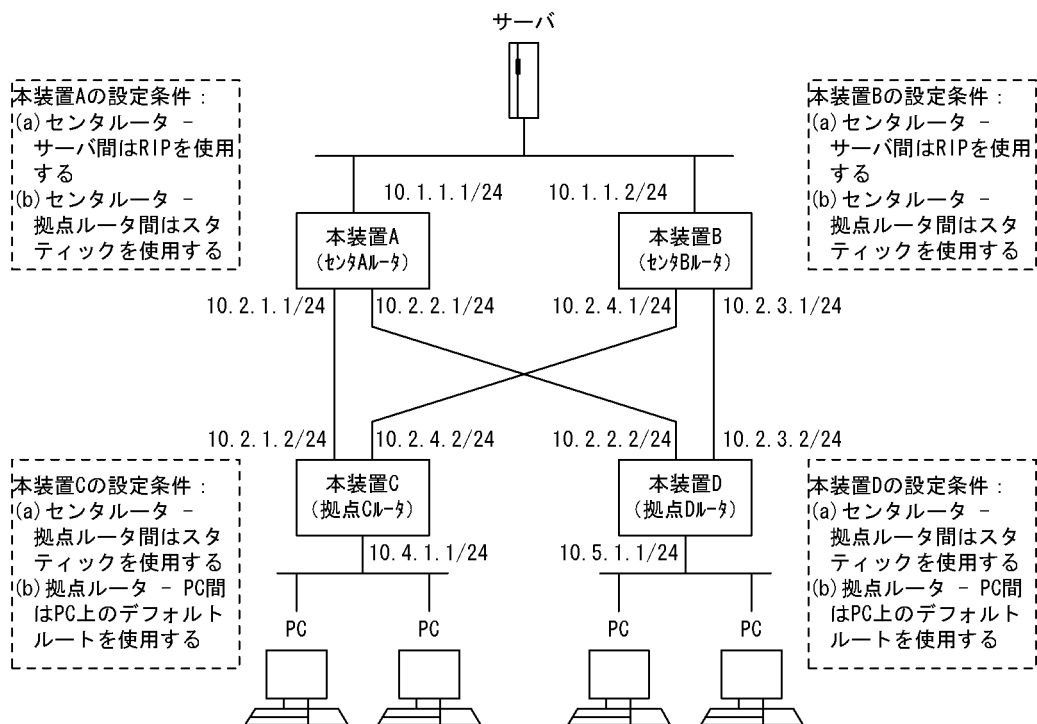 サーバ
本装置Aの設定条件：
(a)センタルータ －
サーバ間はRIPを使用
する
(b)センタルータ －
拠点ルータ間はスタ
ティックを使用する
本装置Bの設定条件：
(a)センタルータ －
サーバ間はRIPを使用
する
(b)センタルータ －
拠点ルータ間はスタ
ティックを使用する
10.1.1.1/24
10.1.1.2/24
本装置A
(ｾﾝﾀAﾙｰﾀ)
本装置B
(ｾﾝﾀBﾙｰﾀ)
10.2.1.1/24
10.2.2.1/24
10.2.4.1/24
10.2.3.1/24
10.2.1.2/24
10.2.4.2/24
10.2.2.2/24
10.2.3.2/24
本装置Cの設定条件：
(a)センタルータ －
拠点ルータ間はスタ
ティックを使用する
(b)拠点ルータ － PC間
はPC上のデフォルト
ルートを使用する
本装置C
(拠点Cﾙｰﾀ)
本装置D
(拠点Dﾙｰﾀ)
本装置Dの設定条件：
(a)センタルータ －
拠点ルータ間はスタ
ティックを使用する
(b)拠点ルータ － PC間
はPC上のデフォルト
ルートを使用する
10.4.1.1/24
10.5.1.1/24
PC
PC
PC
PC